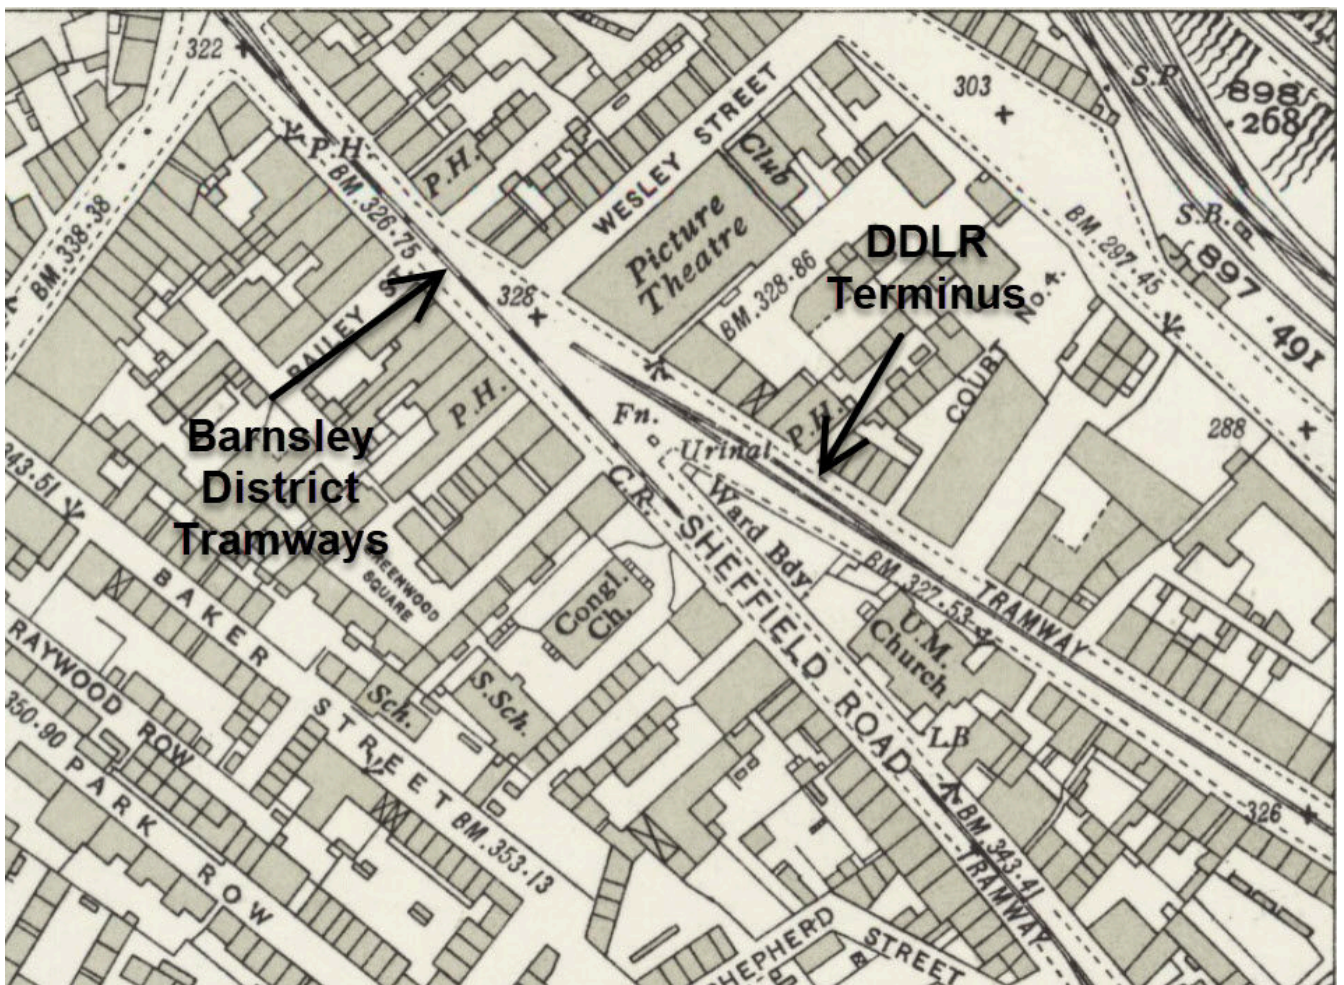 322
303
S.P.
898
.268
WESLEY STREET
Club
P.H.
P.H.
BM.326.75
BM.338.38
Picture
Theatre
S.B.
BM.297.45
897
.491
DDLR
Terminus
328
BM.328.86
COURT
NO.4.
BAILEY ST.
P.H.
P.H.
Fn.
Urinal
288
Barnsley
District
Tramways
343.51
C.R.
Ward Bdy.
SHEFFIELD ROAD
BM.327.53
TRAMWAY
GREENWOOD
SQUARE
Congl.
Ch.
U.M.
Church
BAKER STREET
RAYWOOD ROW
350.90
PARK ROW
Sch.
S.Sch.
L.B
326
BM.353.13
BM.343.41
TRAMWAY
SHEPHERD STREET